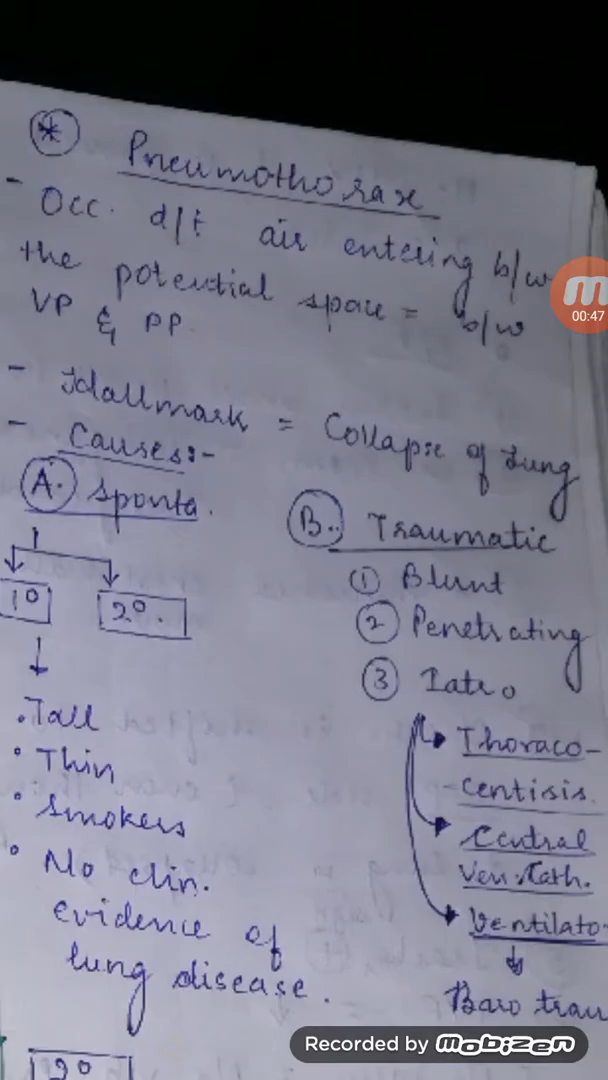 * Pneumothorax
- Occ. d/t air entering b/w
the potential space = b/w
VP & PP.
- Hallmark = Collapse of Lung
- Causes:-
A. Sponta.
1° 2°.
. Tall
° Thin
° Smokers
° No clin.
evidence of
lung disease.
2°
B. Traumatic
1 Blunt
2 Penetrating
3 Iatro
Thoraco-
centisis.
Central
Ven. Cath.
Ventilato-
Baro trau
00:47
Recorded by mobizen